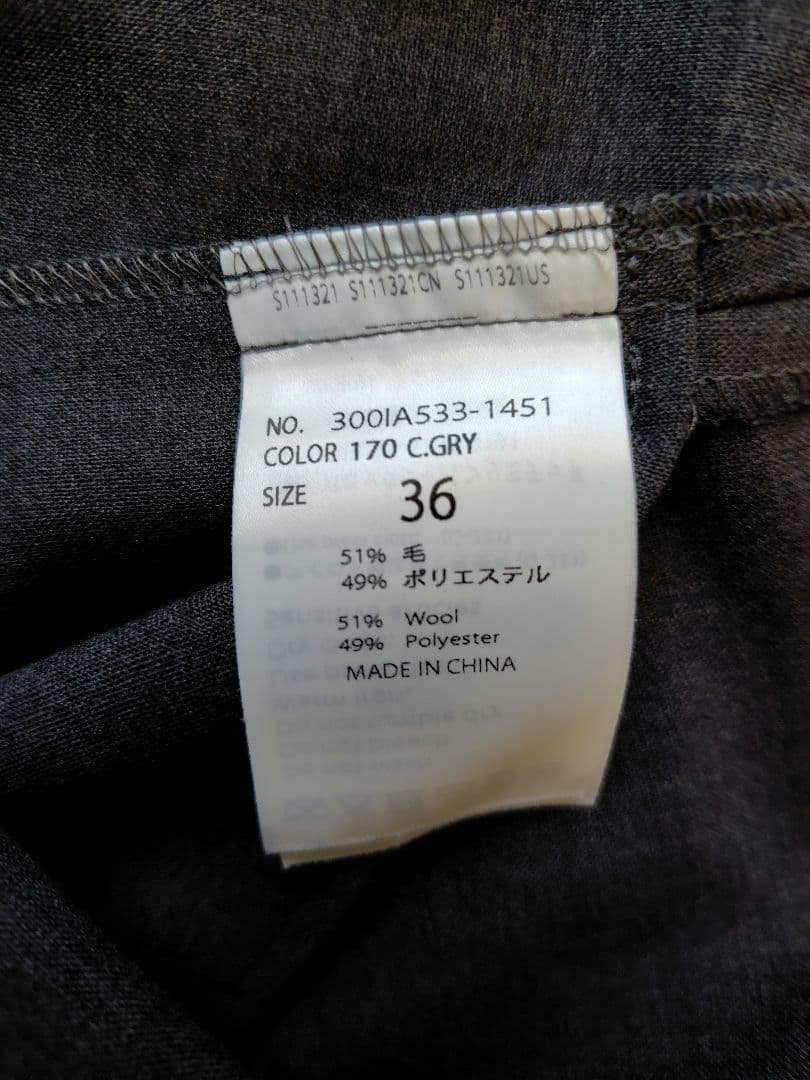 S111321 S111321CN S111321US
NO. 300IA533-1451
COLOR 170 C.GRY
SIZE 36
51% 毛
49% ポリエステル
51% Wool
49% Polyester
MADE IN CHINA